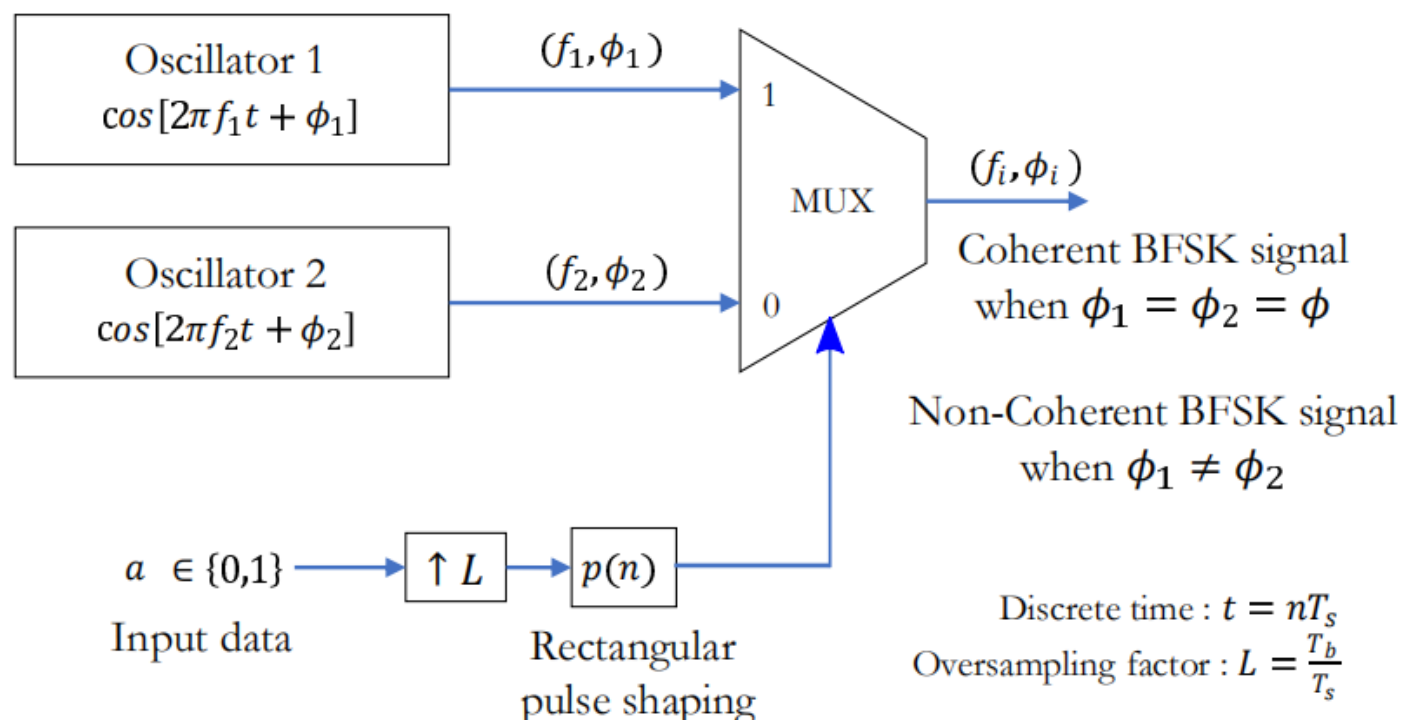 Oscillator 1
cos[2πf₁t + ϕ₁]
(f₁,ϕ₁)
1
Oscillator 2
cos[2πf₂t + ϕ₂]
(f₂,ϕ₂)
0
MUX
(fᵢ,ϕᵢ)
Coherent BFSK signal
when ϕ₁ = ϕ₂ = ϕ
Non-Coherent BFSK signal
when ϕ₁ ≠ ϕ₂
a ∈ {0,1}
Input data
↑ L
p(n)
Rectangular
pulse shaping
Discrete time : t = nTₛ
Oversampling factor : L = T_b/Tₛ